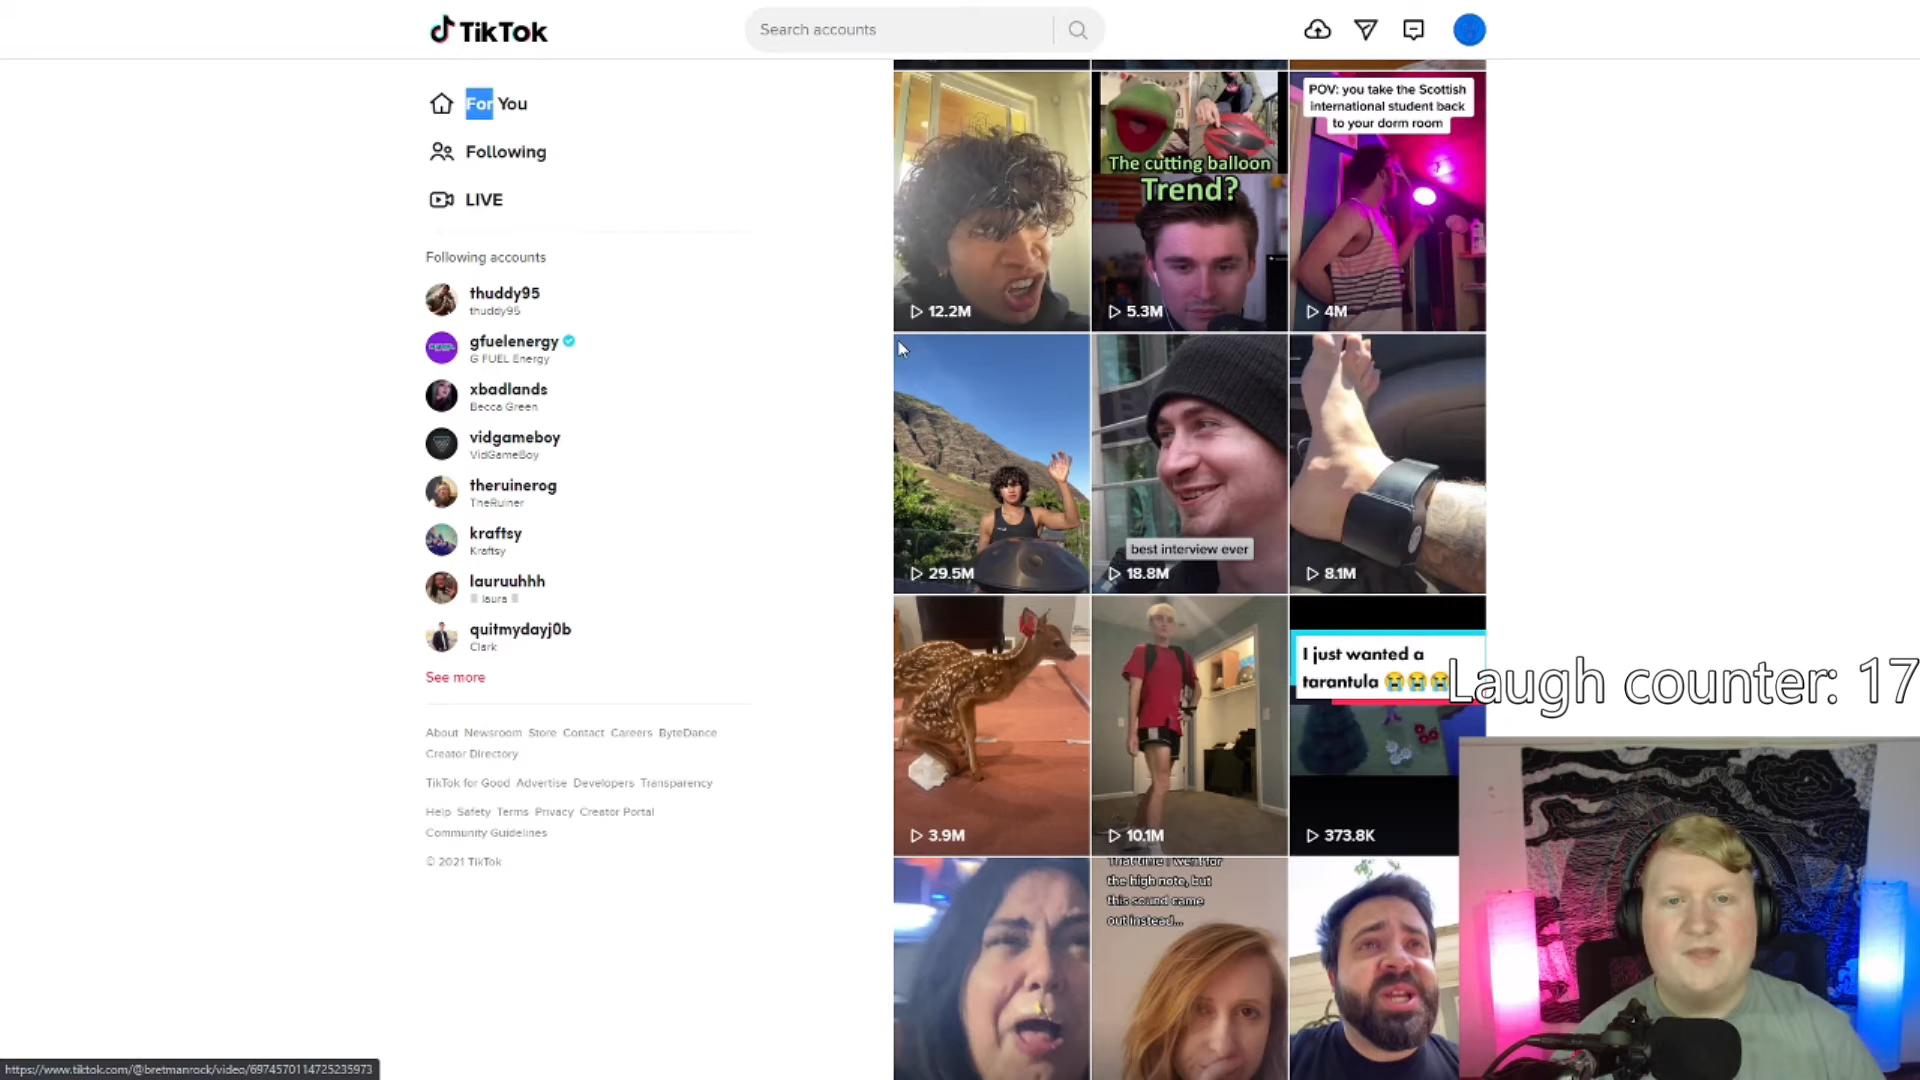 TikTok
Search accounts
For You
Following
LIVE
Following accounts
thuddy95
thuddy95
gfuelenergy
G FUEL Energy
xbadlands
Becca Green
vidgameboy
VidGameBoy
theruinerog
TheRuiner
kraftsy
Kraftsy
lauruuhhh
laura
quitmydayj0b
Clark
See more
About Newsroom Store Contact Careers ByteDance
Creator Directory
TikTok for Good Advertise Developers Transparency
Help Safety Terms Privacy Creator Portal
Community Guidelines
© 2021 TikTok
12.2M
The cutting balloon
Trend?
5.3M
POV: you take the Scottish
international student back
to your dorm room
4M
29.5M
best interview ever
18.8M
8.1M
3.9M
10.1M
I just wanted a
tarantula 😭😭😭
373.8K
That time I went for
the high note, but
this sound came
out instead...
Laugh counter: 17
https://www.tiktok.com/@bretmanrock/video/6974570114725235973